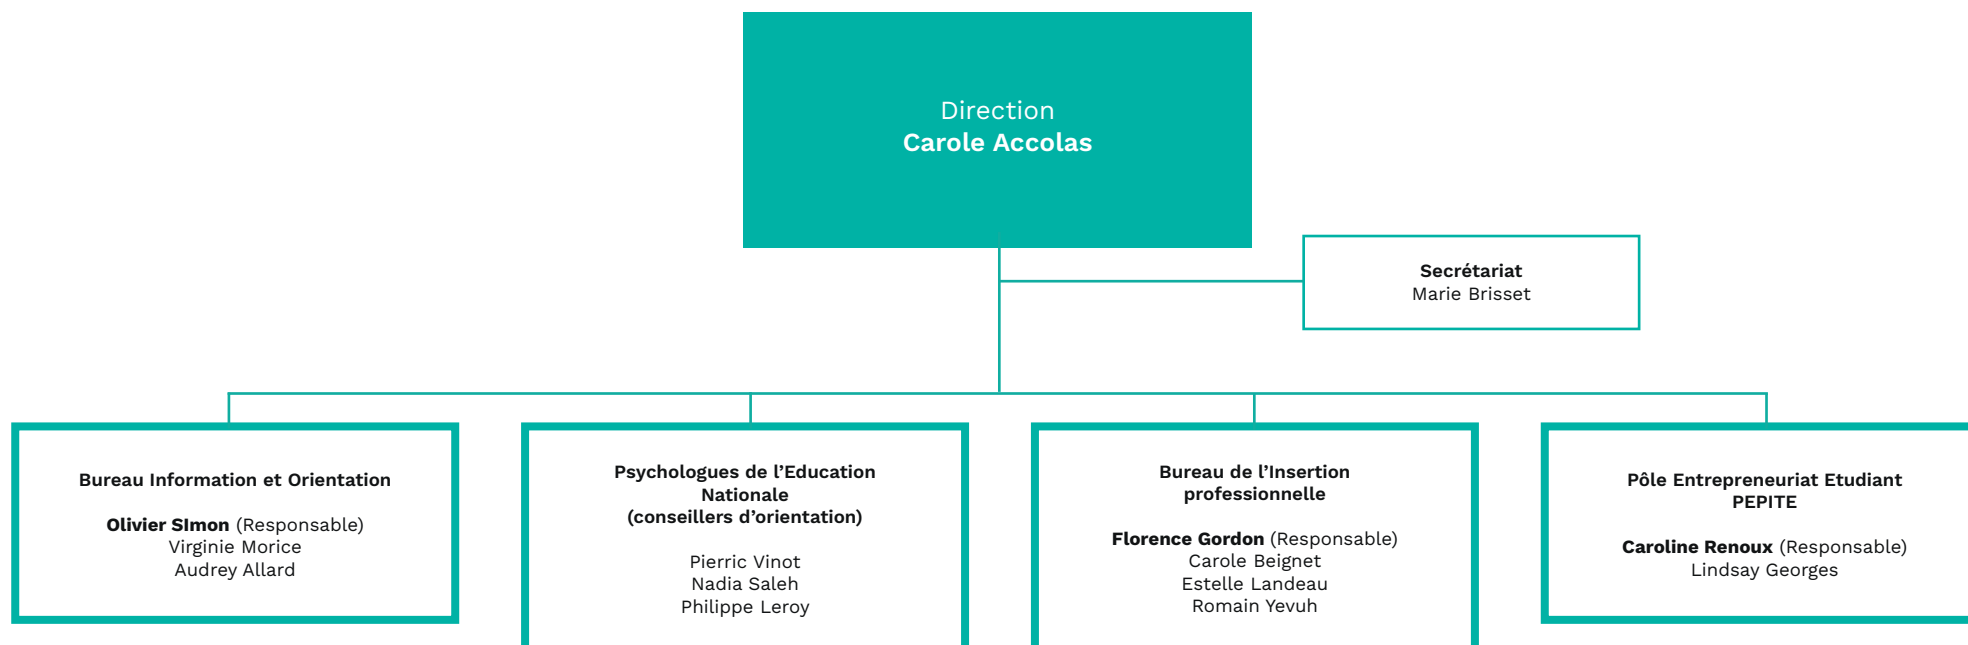 Direction
Carole Accolas
Secrétariat
Marie Brisset
Bureau Information et Orientation
Olivier SImon (Responsable)
Virginie Morice
Audrey Allard
Psychologues de l’Education
Nationale
(conseillers d’orientation)
Pierric Vinot
Nadia Saleh
Philippe Leroy
Bureau de l’Insertion
professionnelle
Florence Gordon (Responsable)
Carole Beignet
Estelle Landeau
Romain Yevuh
Pôle Entrepreneuriat Etudiant
PEPITE
Caroline Renoux (Responsable)
Lindsay Georges